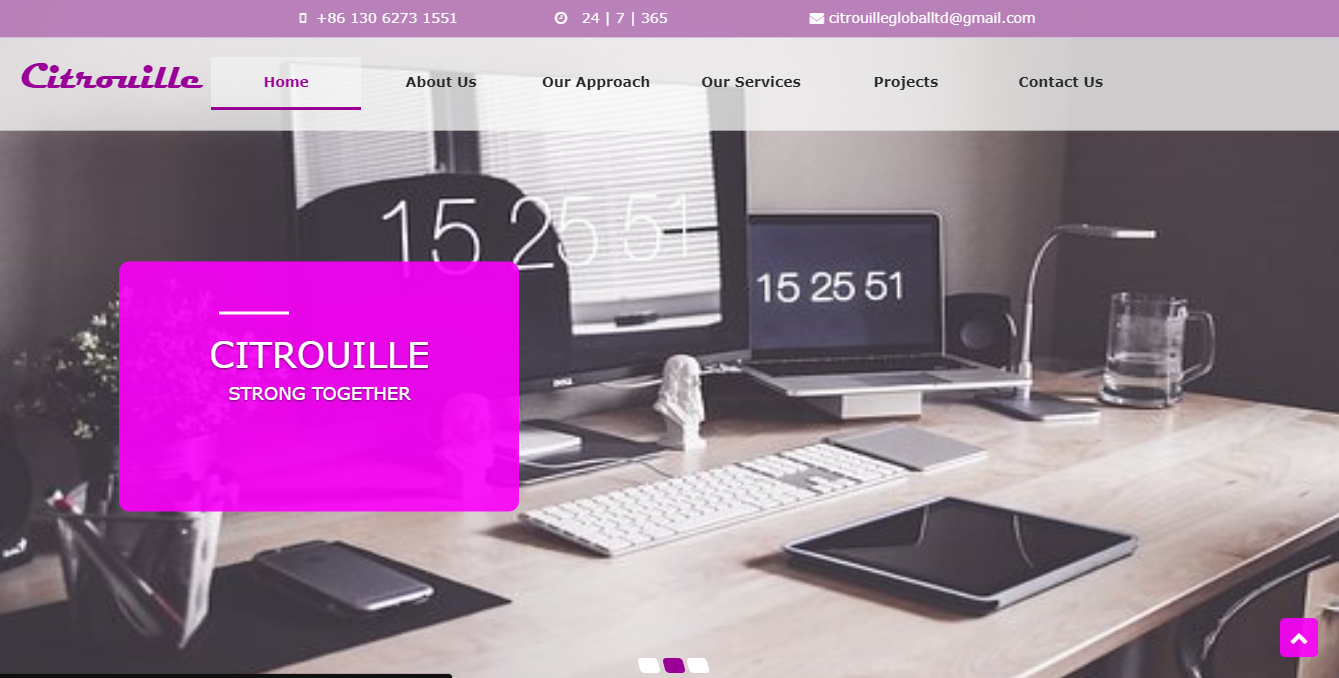 +86 130 6273 1551
24 | 7 | 365
citrouillegloballtd@gmail.com
Citrouille
Home
About Us
Our Approach
Our Services
Projects
Contact Us
15 25 51
15 25 51
CITROUILLE
STRONG TOGETHER
DELL